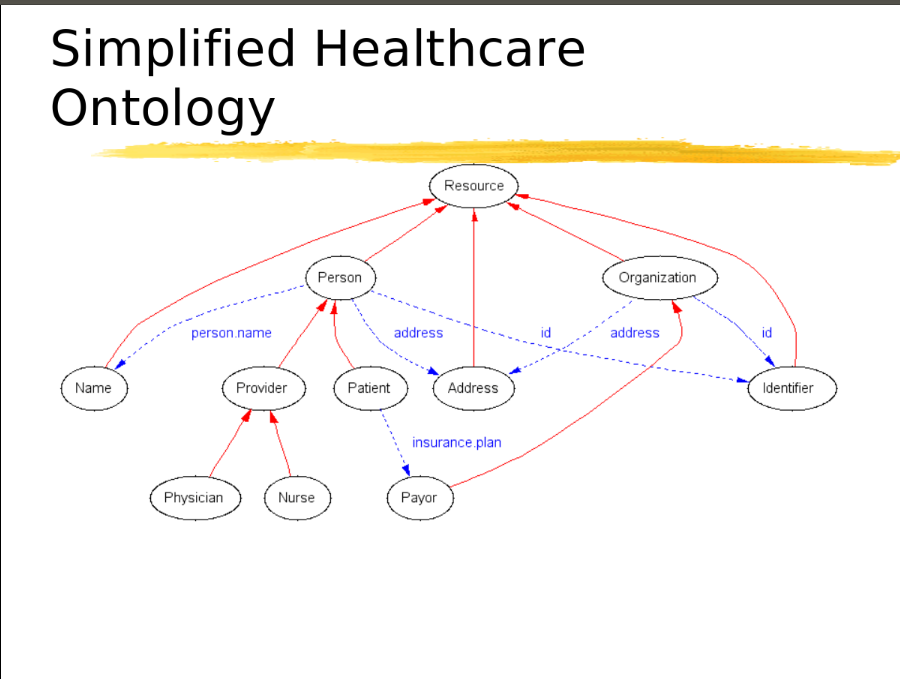 Simplified Healthcare
Ontology
Resource
Person
Organization
person.name
address
id
address
id
Name
Provider
Patient
Address
Identifier
insurance.plan
Physician
Nurse
Payor